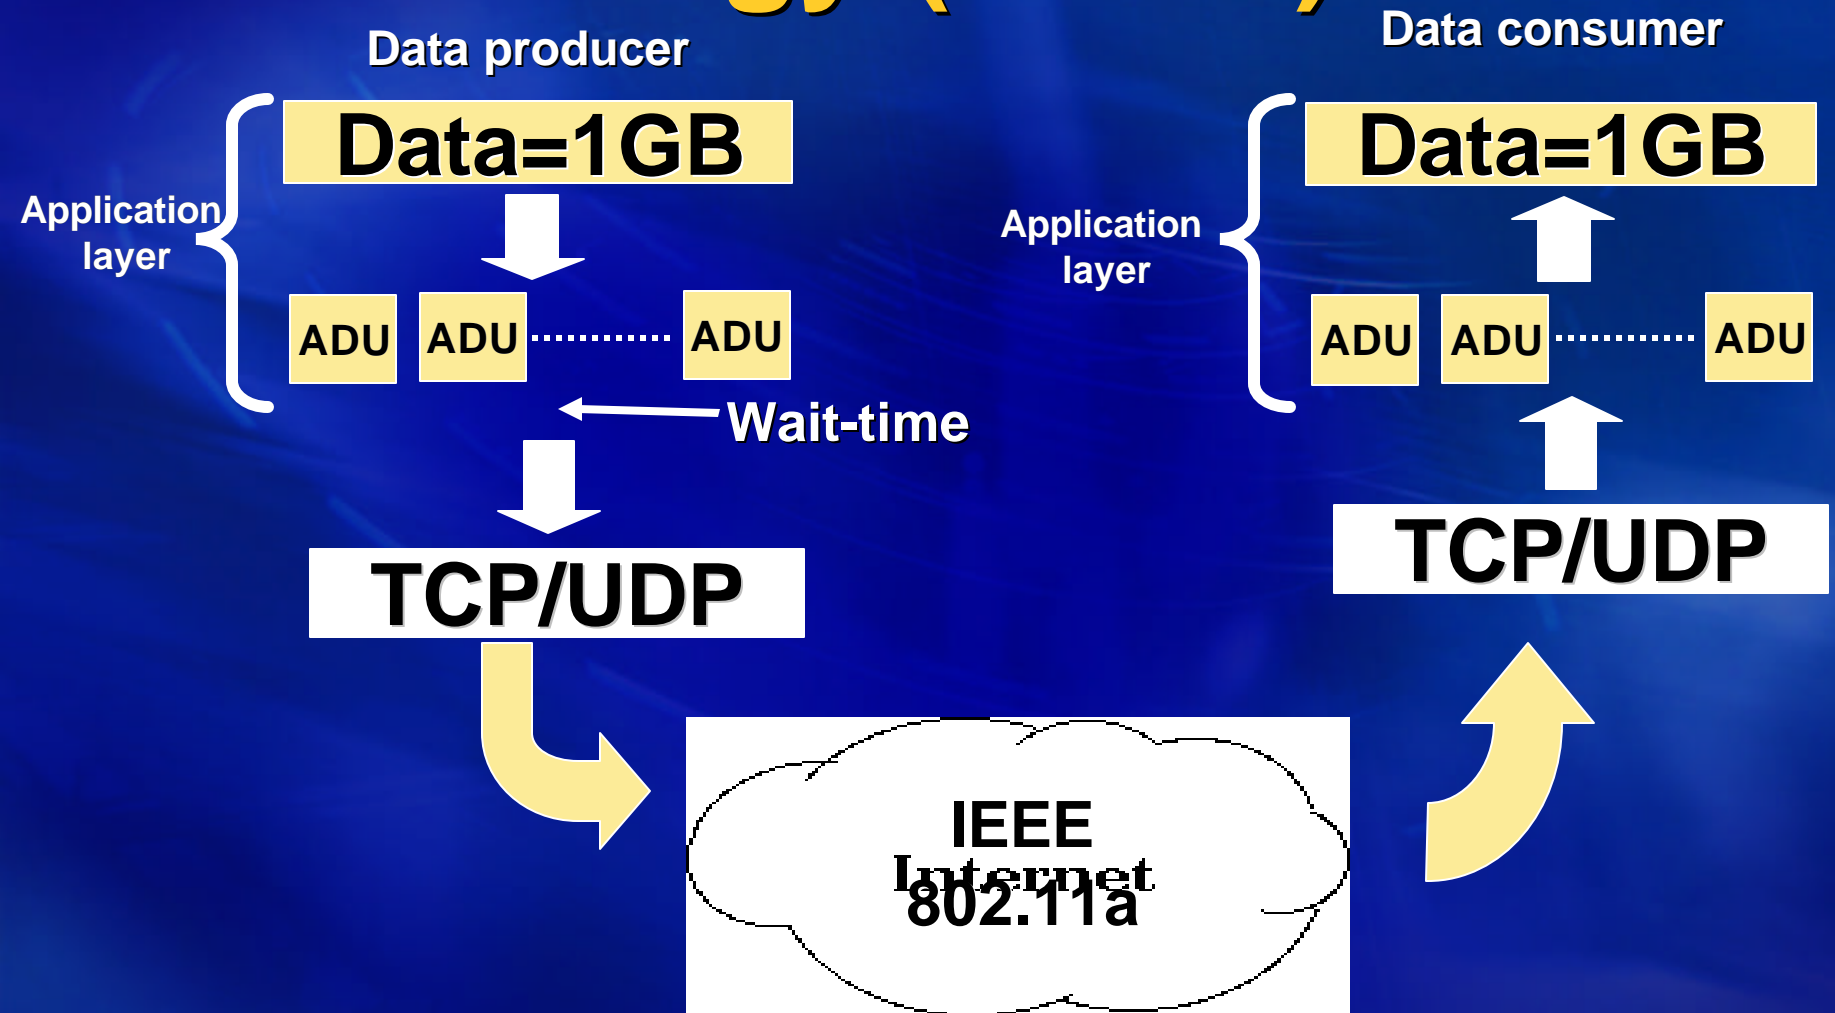 Data producer
Data=1GB
Application
layer
ADU ADU ADU
Wait-time
TCP/UDP
Data consumer
Data=1GB
Application
layer
ADU ADU ADU
TCP/UDP
IEEE
Internet
802.11a